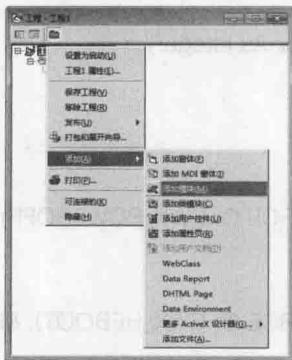 工程 - 工程1
设置为启动(U)
工程1 属性(E)...
保存工程(V)
移除工程(R)
发布(U)
打包和展开向导...
添加(A)
打印(P)...
可连接的(K)
隐藏(H)
添加窗体(F)
添加 MDI 窗体(I)
添加模块(M)
添加类模块(C)
添加用户控件(U)
添加属性页(R)
添加用户文档(D)
WebClass
Data Report
DHTML Page
Data Environment
更多 ActiveX 设计器(G)...
添加文件(A)...